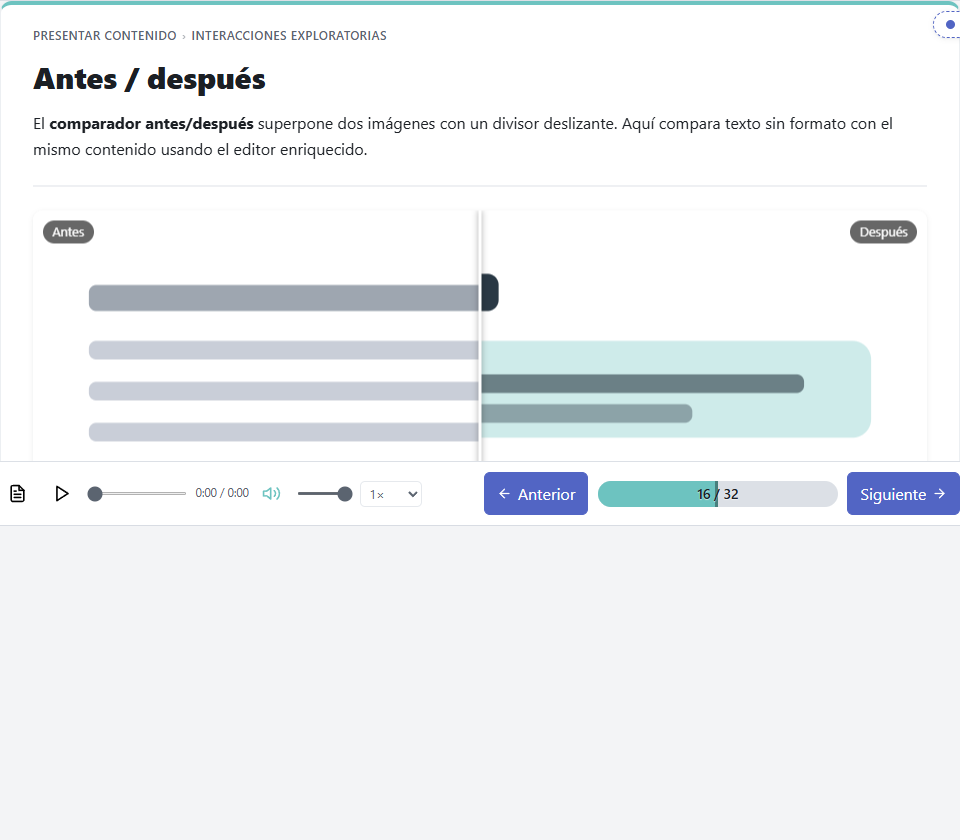 PRESENTAR CONTENIDO › INTERACCIONES EXPLORATORIAS
Antes / después
El comparador antes/después superpone dos imágenes con un divisor deslizante. Aquí compara texto sin formato con el
mismo contenido usando el editor enriquecido.
Antes
Después
0:00 / 0:00
1×
← Anterior
16 / 32
Siguiente →